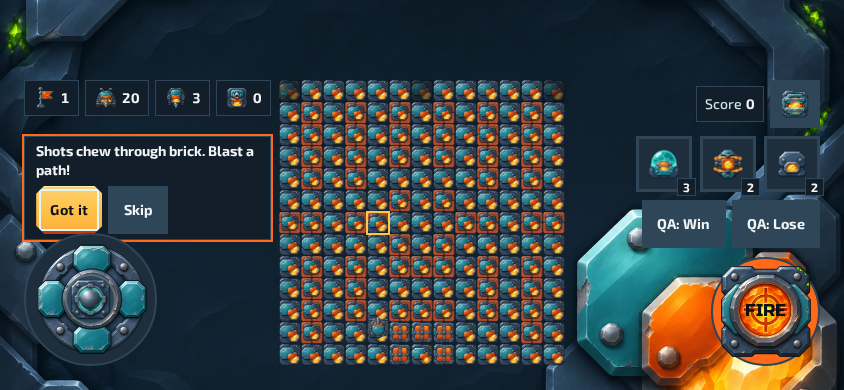 1
20
3
0
Score 0
Shots chew through brick. Blast a
path!
Got it
Skip
3
2
2
QA: Win
QA: Lose
FIRE